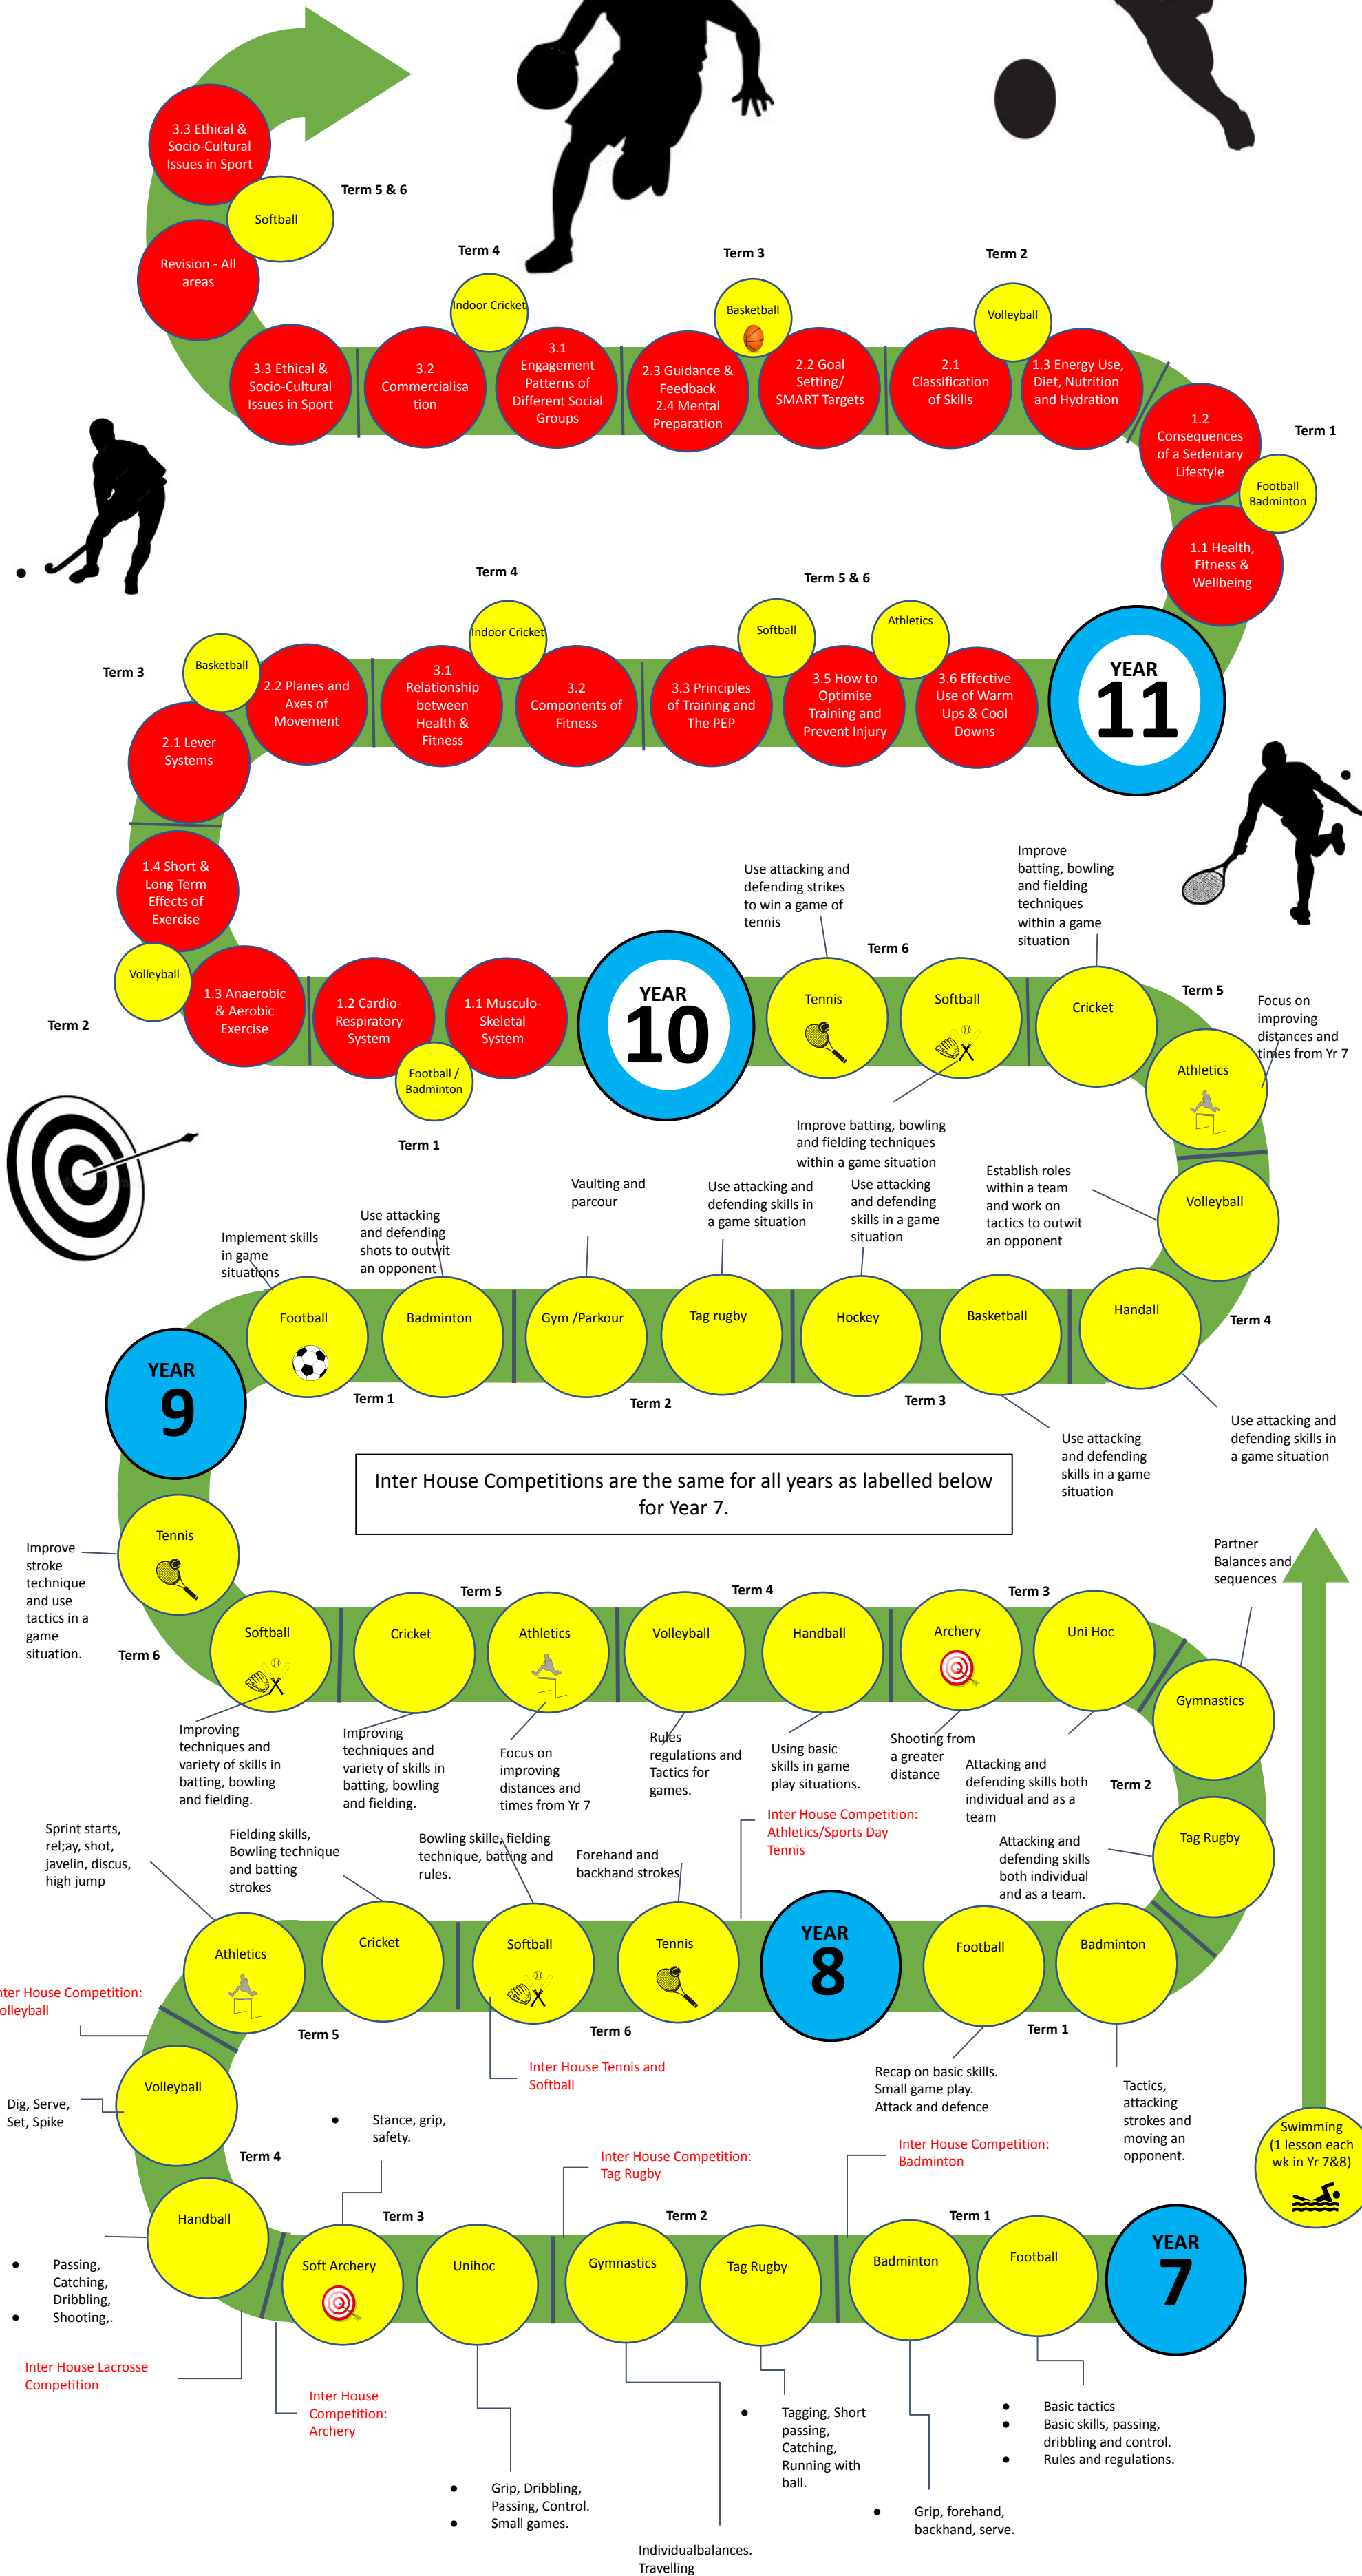 3.3 Ethical &
Socio-Cultural
Issues in Sport
Term 5 & 6
Softball
Revision - All
areas
Term 4
Term 3
Term 2
Indoor Cricket
Basketball
Volleyball
3.3 Ethical &
Socio-Cultural
Issues in Sport
3.2
Commercialisa
tion
3.1
Engagement
Patterns of
Different Social
Groups
2.3 Guidance &
Feedback
2.4 Mental
Preparation
2.2 Goal
Setting/
SMART Targets
2.1
Classification
of Skills
1.3 Energy Use,
Diet, Nutrition
and Hydration
1.2
Consequences
of a Sedentary
Lifestyle
Term 1
Football
Badminton
1.1 Health,
Fitness &
Wellbeing
Term 4
Term 5 & 6
Indoor Cricket
Softball
Athletics
Term 3
Basketball
2.2 Planes and
Axes of
Movement
3.1
Relationship
between
Health &
Fitness
3.2
Components of
Fitness
3.3 Principles
of Training and
The PEP
3.5 How to
Optimise
Training and
Prevent Injury
3.6 Effective
Use of Warm
Ups & Cool
Downs
YEAR
11
2.1 Lever
Systems
1.4 Short &
Long Term
Effects of
Exercise
Volleyball
Term 2
1.3 Anaerobic
& Aerobic
Exercise
1.2 Cardio-
Respiratory
System
1.1 Musculo-
Skeletal
System
Football /
Badminton
Term 1
YEAR
10
Use attacking and
defending strikes
to win a game of
tennis
Term 6
Improve
batting, bowling
and fielding
techniques
within a game
situation
Tennis
Softball
Cricket
Term 5
Focus on
improving
distances and
times from Yr 7
Athletics
Improve batting, bowling
and fielding techniques
within a game situation
Establish roles
within a team
and work on
tactics to outwit
an opponent
Volleyball
Implement skills
in game
situations
Use attacking
and defending
shots to outwit
an opponent
Vaulting and
parcour
Use attacking and
defending skills in
a game situation
Use attacking
and defending
skills in a game
situation
Football
Badminton
Gym /Parkour
Tag rugby
Hockey
Basketball
Handall
Term 4
YEAR
9
Term 1
Term 2
Term 3
Use attacking
and defending
skills in a game
situation
Use attacking and
defending skills in
a game situation
Inter House Competitions are the same for all years as labelled below
for Year 7.
Partner
Balances and
sequences
Improve
stroke
technique
and use
tactics in a
game
situation.
Tennis
Term 6
Term 5
Term 4
Term 3
Softball
Cricket
Athletics
Volleyball
Handball
Archery
Uni Hoc
Gymnastics
Improving
techniques and
variety of skills in
batting, bowling
and fielding.
Improving
techniques and
variety of skills in
batting, bowling
and fielding.
Focus on
improving
distances and
times from Yr 7
Rules
regulations and
Tactics for
games.
Using basic
skills in game
play situations.
Shooting from
a greater
distance
Attacking and
defending skills both
individual and as a
team
Term 2
Tag Rugby
Attacking and
defending skills
both individual
and as a team.
Sprint starts,
rel;ay, shot,
javelin, discus,
high jump
Fielding skills,
Bowling technique
and batting
strokes
Bowling skille, fielding
technique, batting and
rules.
Forehand and
backhand strokes
Inter House Competition:
Athletics/Sports Day
Tennis
Athletics
Cricket
Softball
Tennis
YEAR
8
Football
Badminton
nter House Competition:
olleyball
Term 5
Term 6
Term 1
Inter House Tennis and
Softball
Recap on basic skills.
Small game play.
Attack and defence
Tactics,
attacking
strokes and
moving an
opponent.
Volleyball
Dig, Serve,
Set, Spike
Term 4
● Stance, grip,
safety.
Swimming
(1 lesson each
wk in Yr 7&8)
Inter House Competition:
Tag Rugby
Inter House Competition:
Badminton
Handball
Term 3
Term 2
Term 1
Soft Archery
Unihoc
Gymnastics
Tag Rugby
Badminton
Football
YEAR
7
● Passing,
Catching,
Dribbling,
● Shooting,.
Inter House Lacrosse
Competition
Inter House
Competition:
Archery
● Grip, Dribbling,
Passing, Control.
● Small games.
Individualbalances.
Travelling
● Tagging, Short
passing,
Catching,
Running with
ball.
● Grip, forehand,
backhand, serve.
● Basic tactics
● Basic skills, passing,
dribbling and control.
● Rules and regulations.